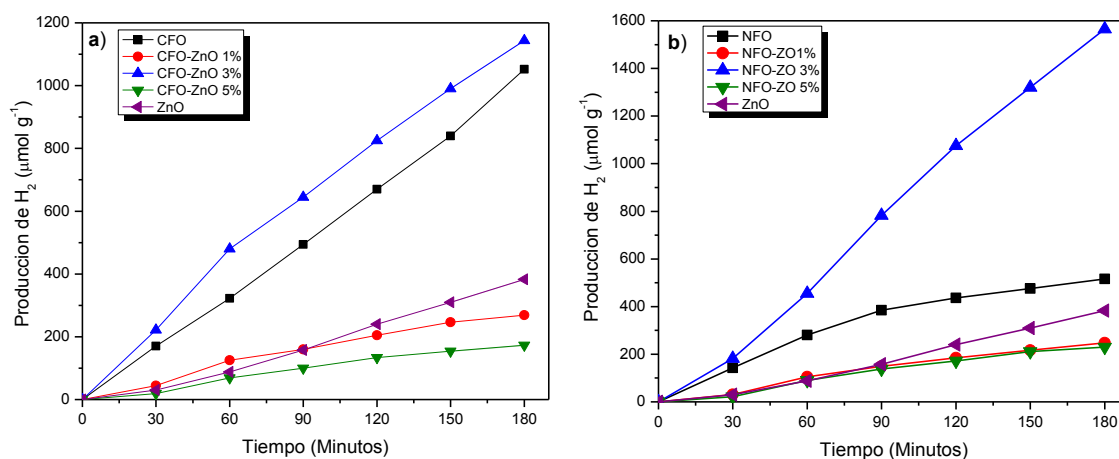 a)
CFO
CFO-ZnO 1%
CFO-ZnO 3%
CFO-ZnO 5%
ZnO
Produccion de H₂ (μmol g⁻¹)
1200
1000
800
600
400
200
0
0 30 60 90 120 150 180
Tiempo (Minutos)
b)
NFO
NFO-ZO1%
NFO-ZO 3%
NFO-ZO 5%
ZnO
Produccion de H₂ (μmol g⁻¹)
1600
1400
1200
1000
800
600
400
200
0
0 30 60 90 120 150 180
Tiempo (Minutos)